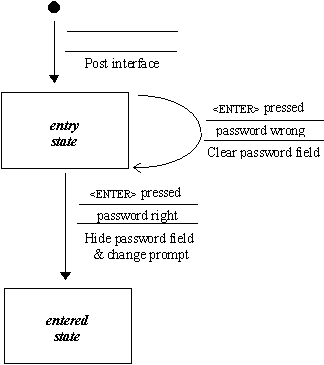 Post interface
entry
state
<ENTER> pressed
password wrong
Clear password field
<ENTER> pressed
password right
Hide password field
& change prompt
entered
state